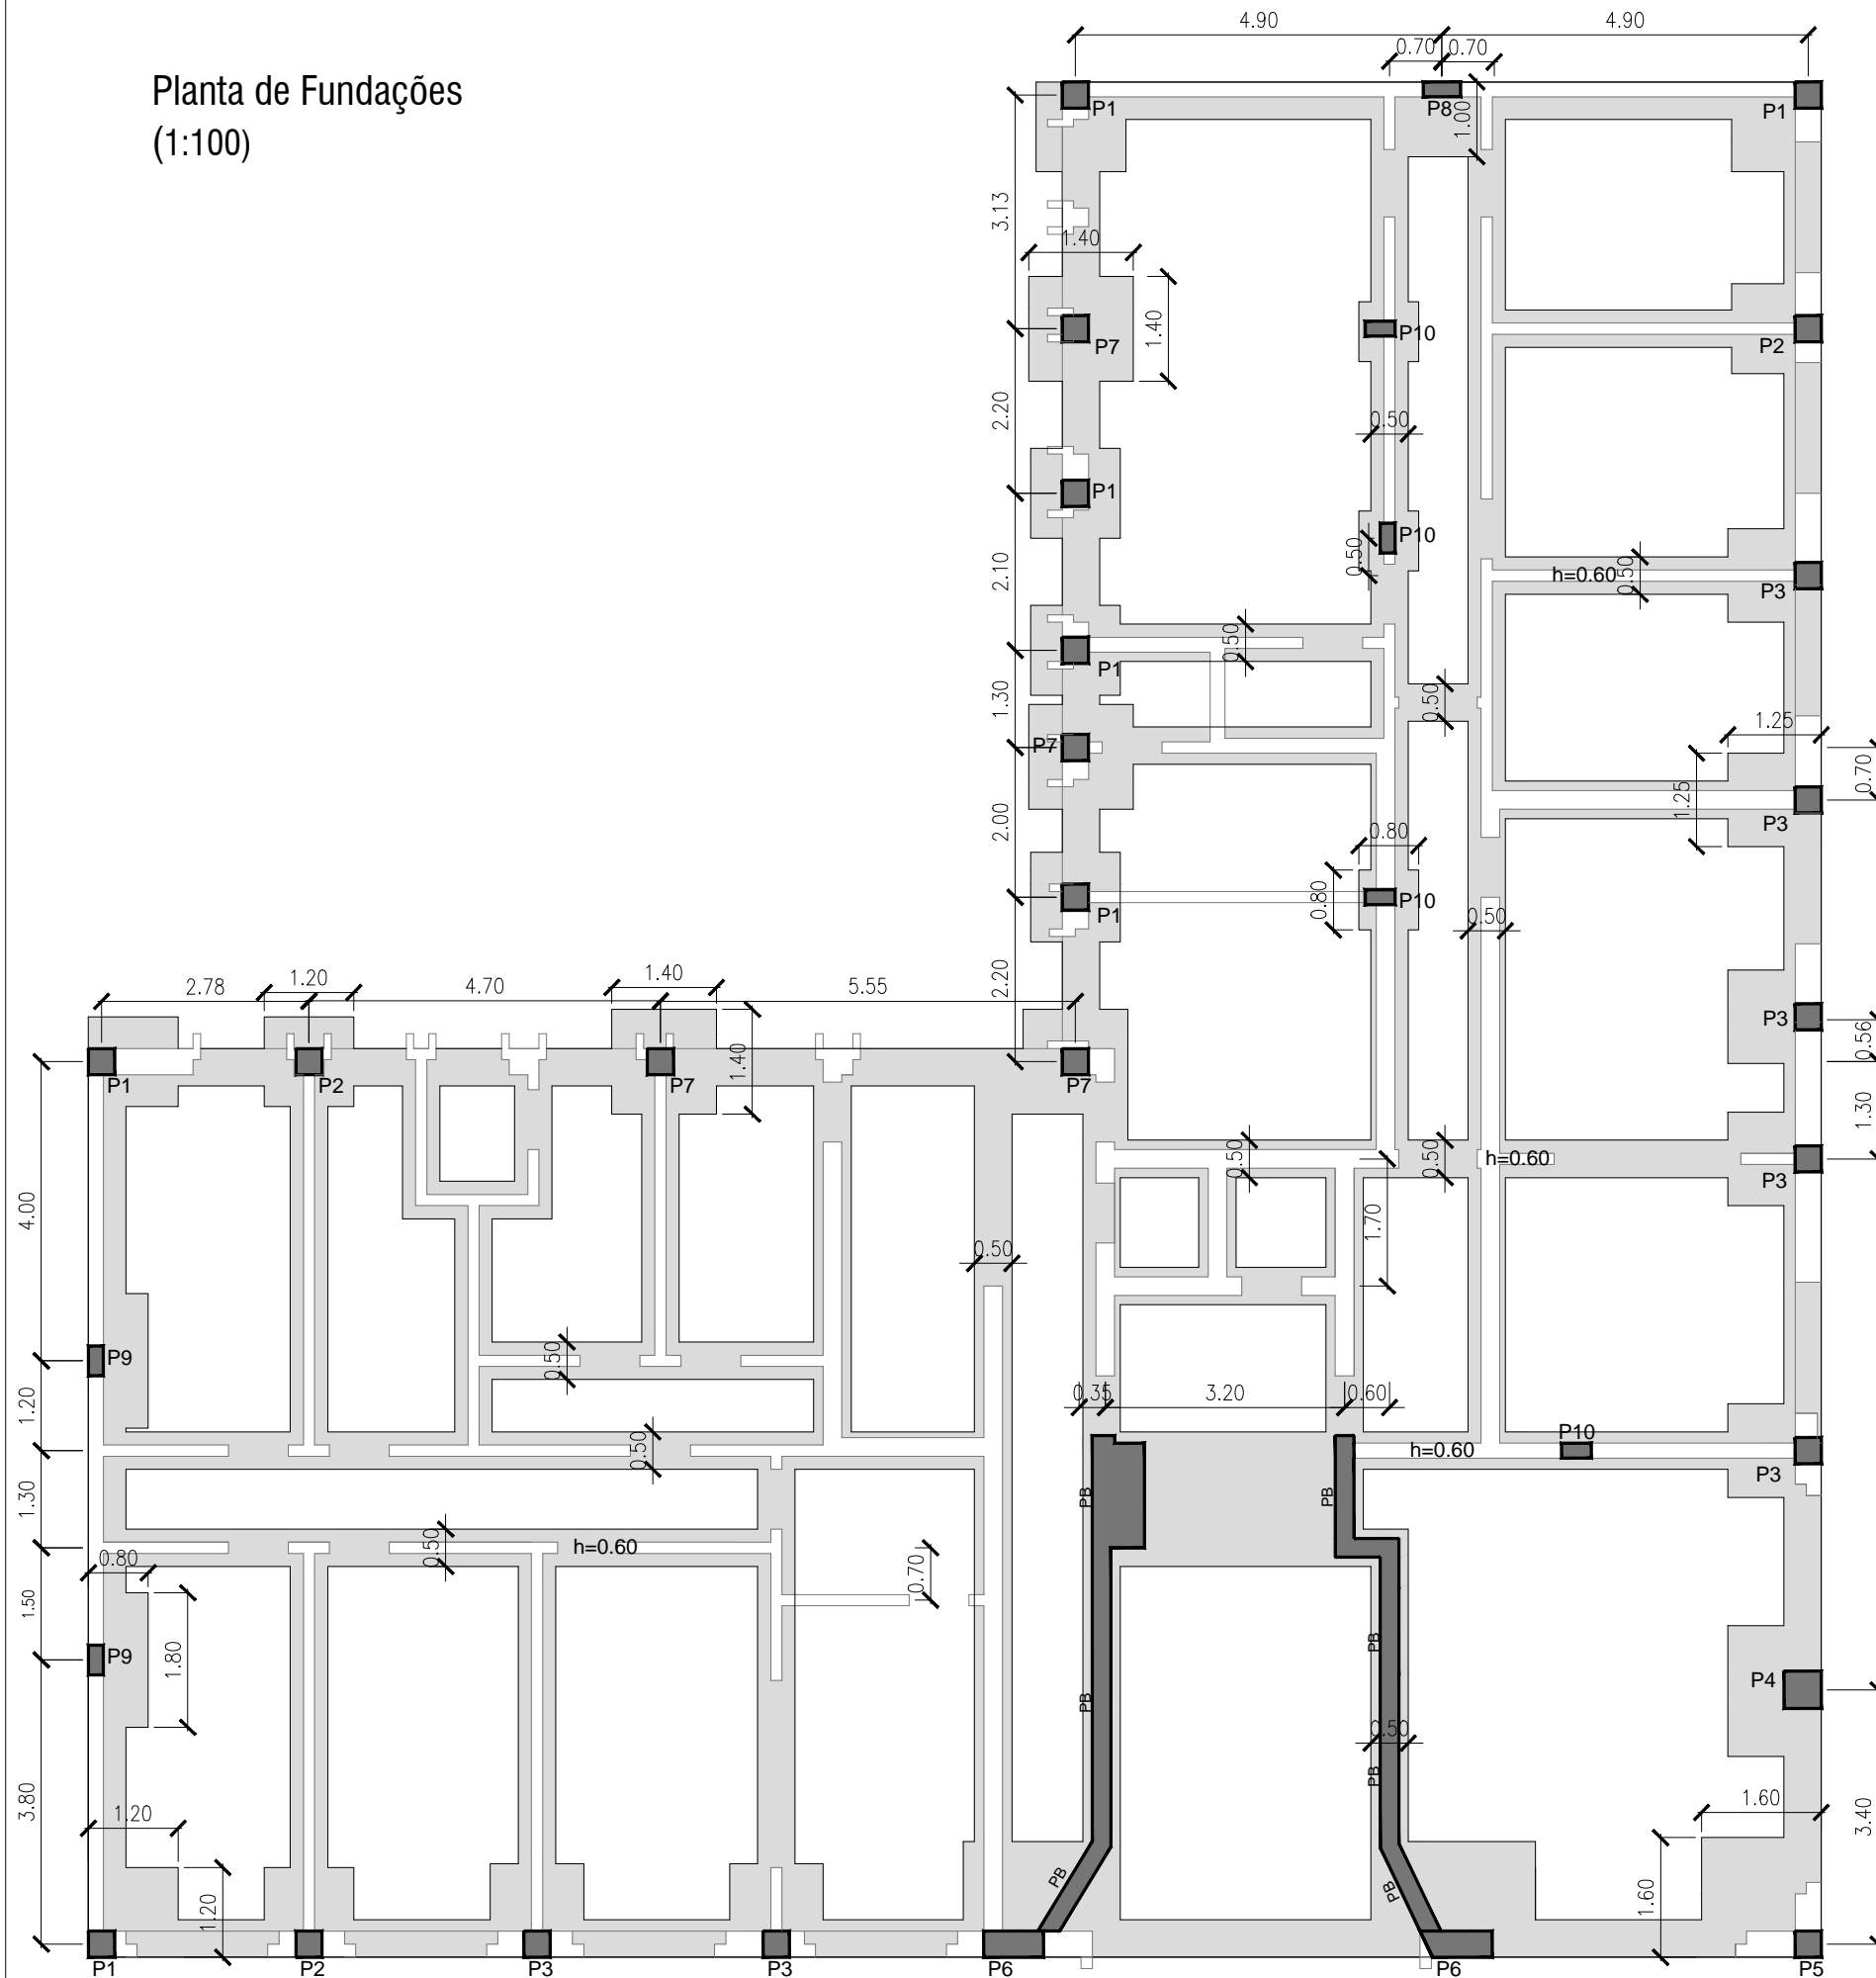 4.90 4.90
0.70 0.70
Planta de Fundações
(1:100)
P1 P8 P1
1.00
3.13
1.40
1.40
P7 P10 P2
2.20
0.50
P1
P10
0.50
2.10
h=0.60 0.50
P3
0.50
P1
1.30
0.50
1.25
P7
0.70
1.25
P3
2.00
0.80
0.80
P10
P1
0.50
2.20
2.78 1.20 4.70 1.40 5.55
P3
0.56
1.40
P1 P2 P7 P7
1.30
0.50 0.50 h=0.60
P3
4.00
1.70
0.50
P9
0.50
1.20
0.35 3.20 0.60
P10
0.50
h=0.60
P3
PB PB
1.30
0.50
h=0.60
0.80
0.70
1.50
P9
1.80
PB
P4
PB
0.50
PB
3.80
1.20
1.60
3.40
PB
PB
1.20
1.60
P1 P2 P3 P3 P6 P6 P5